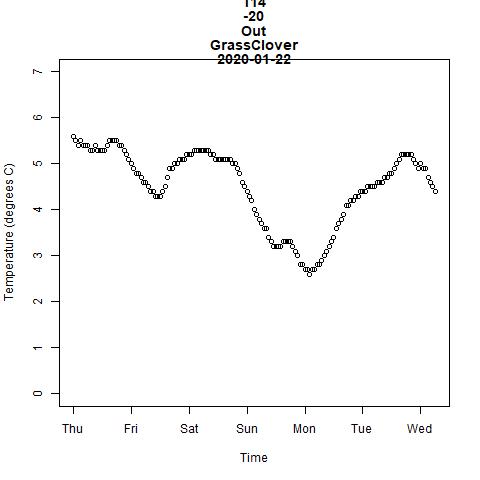 T14
-20
Out
GrassClover
2020-01-22
Temperature (degrees C)
7
6
5
4
3
2
1
0
Thu Fri Sat Sun Mon Tue Wed
Time